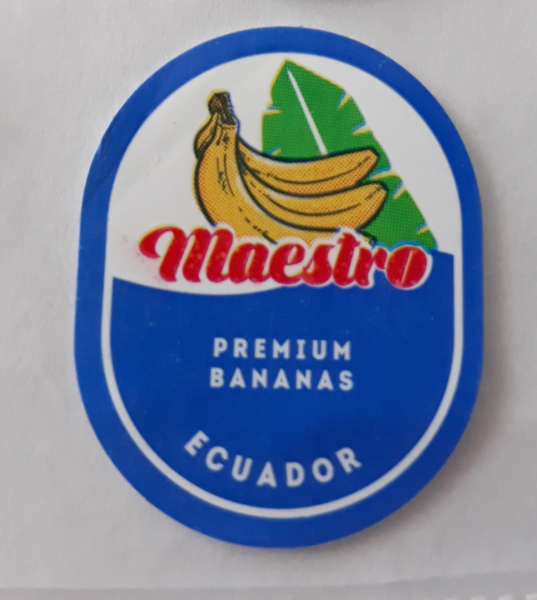 Maestro
PREMIUM
BANANAS
ECUADOR